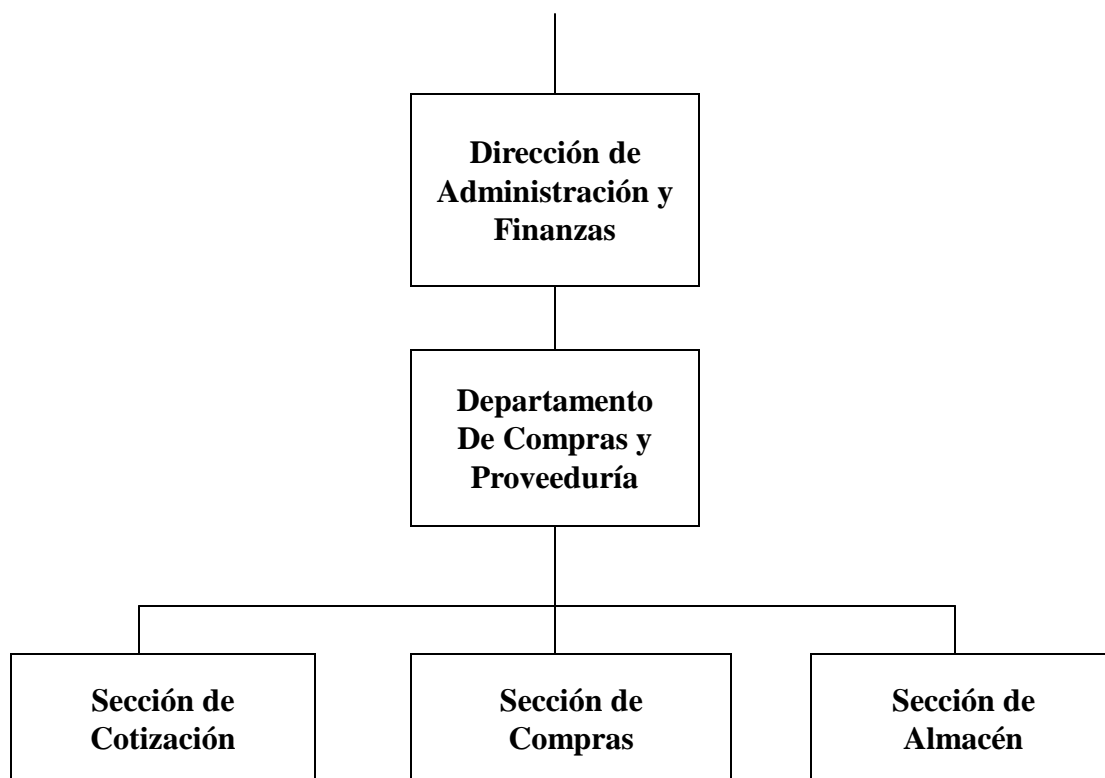 Dirección de
Administración y
Finanzas
Departamento
De Compras y
Proveeduría
Sección de
Cotización
Sección de
Compras
Sección de
Almacén